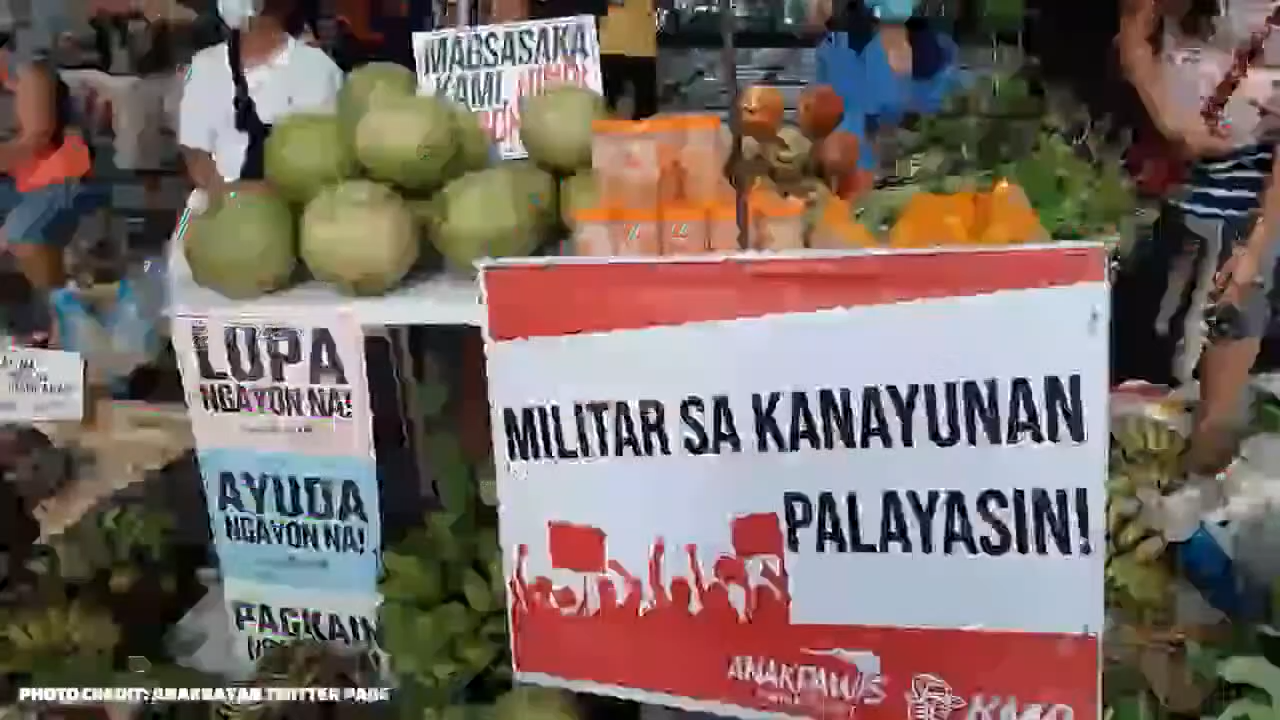 MAGSASAKA
KAMI, HINDI
LUPA
NGAYON NA!
AYUDA
NGAYON NA!
PAGKAIN
MILITAR SA KANAYUNAN
PALAYASIN!
ANAKPAWIS
PHOTO CREDIT: ANAKBAYAN TWITTER PAGE